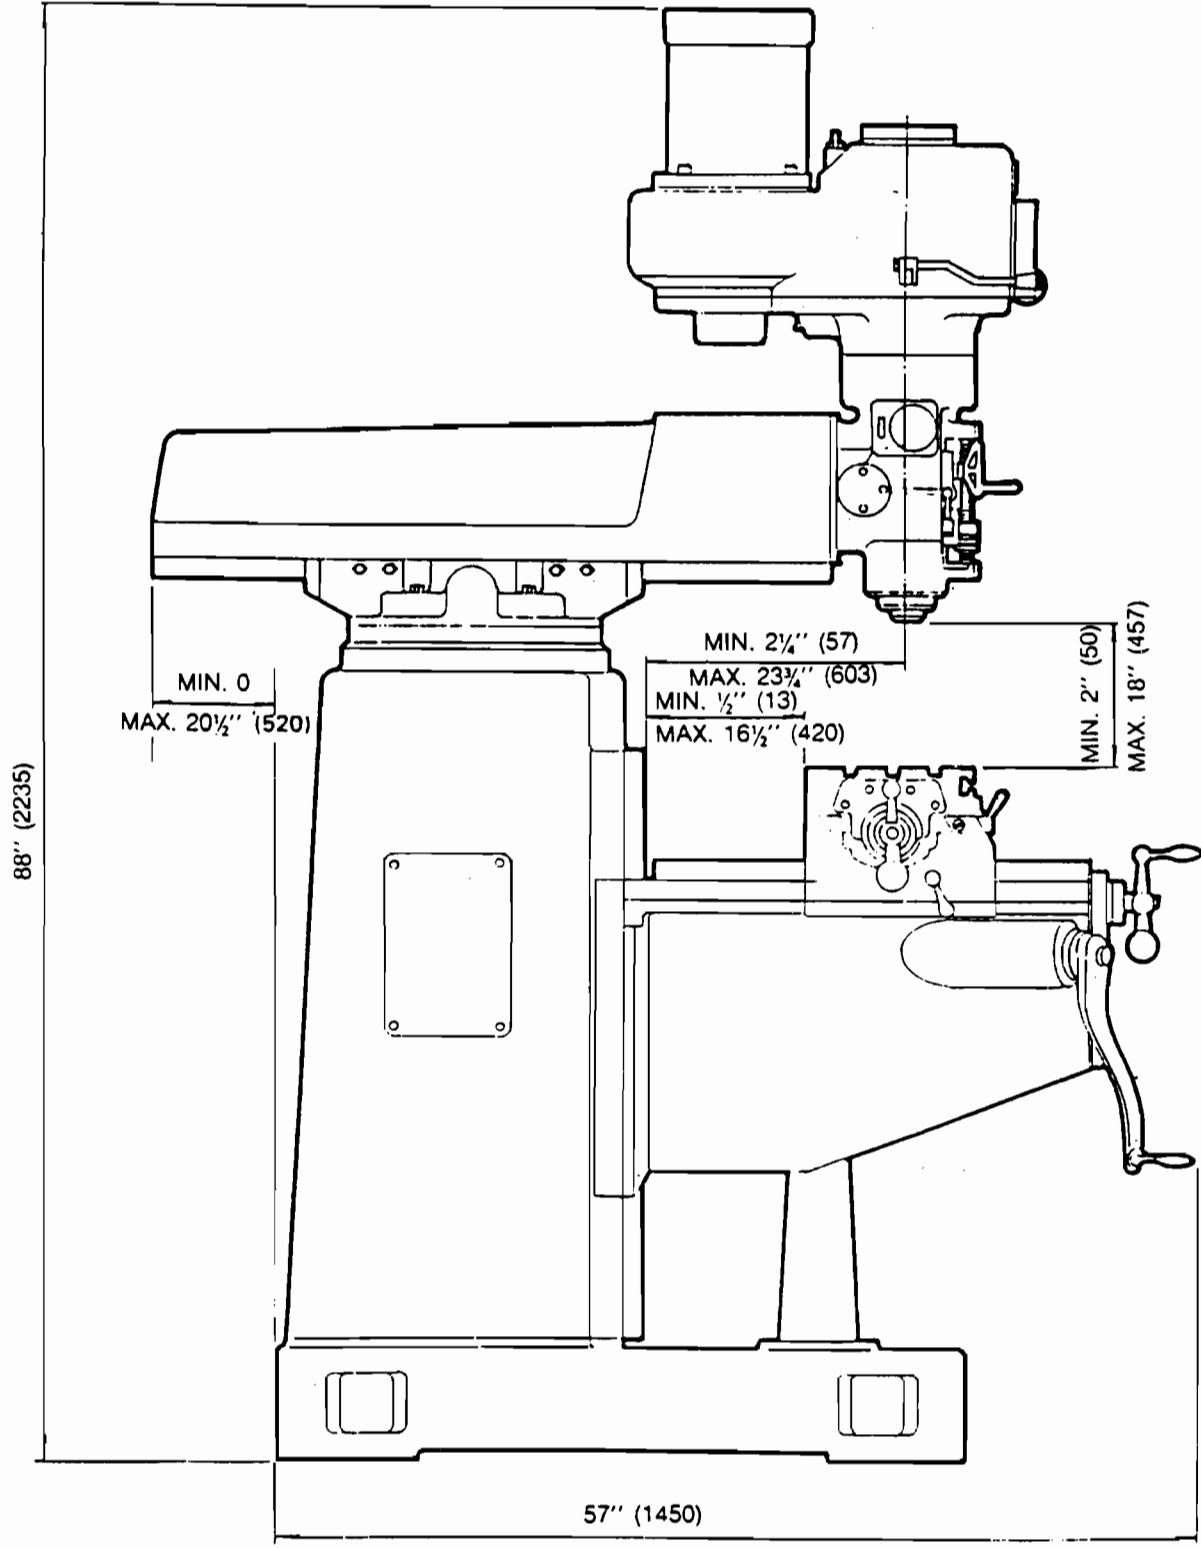 MIN. 2¼″ (57)
MAX. 23¾″ (603)
MIN. ½″ (13)
MAX. 16½″ (420)
MIN. 2″ (50)
MAX. 18″ (457)
MIN. 0
MAX. 20½″ (520)
88″ (2235)
57″ (1450)